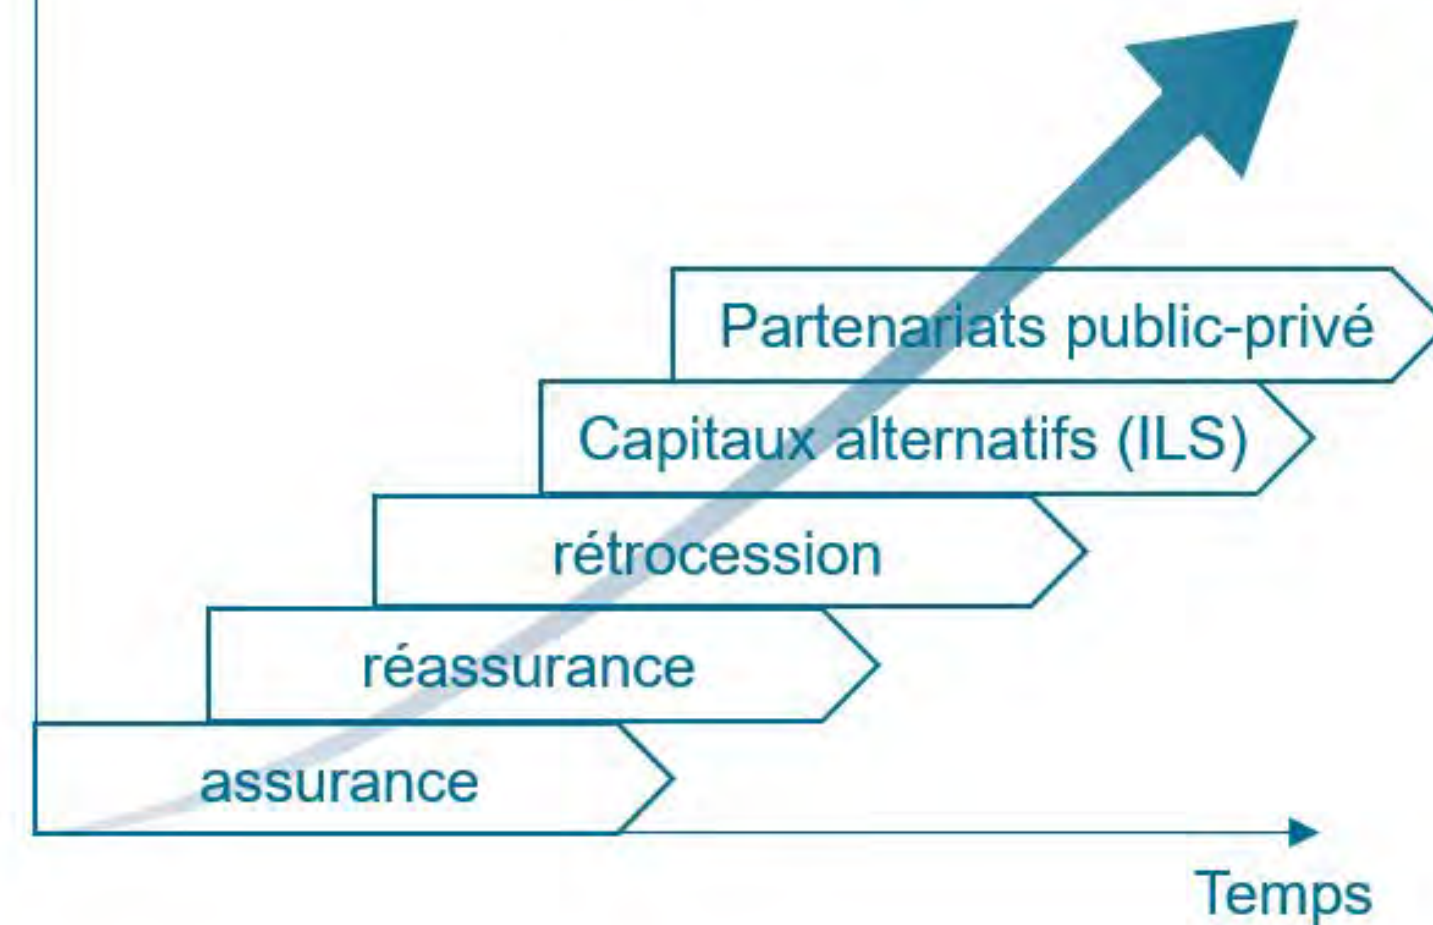 Partenariats public-privé
Capitaux alternatifs (ILS)
rétrocession
réassurance
assurance
Temps